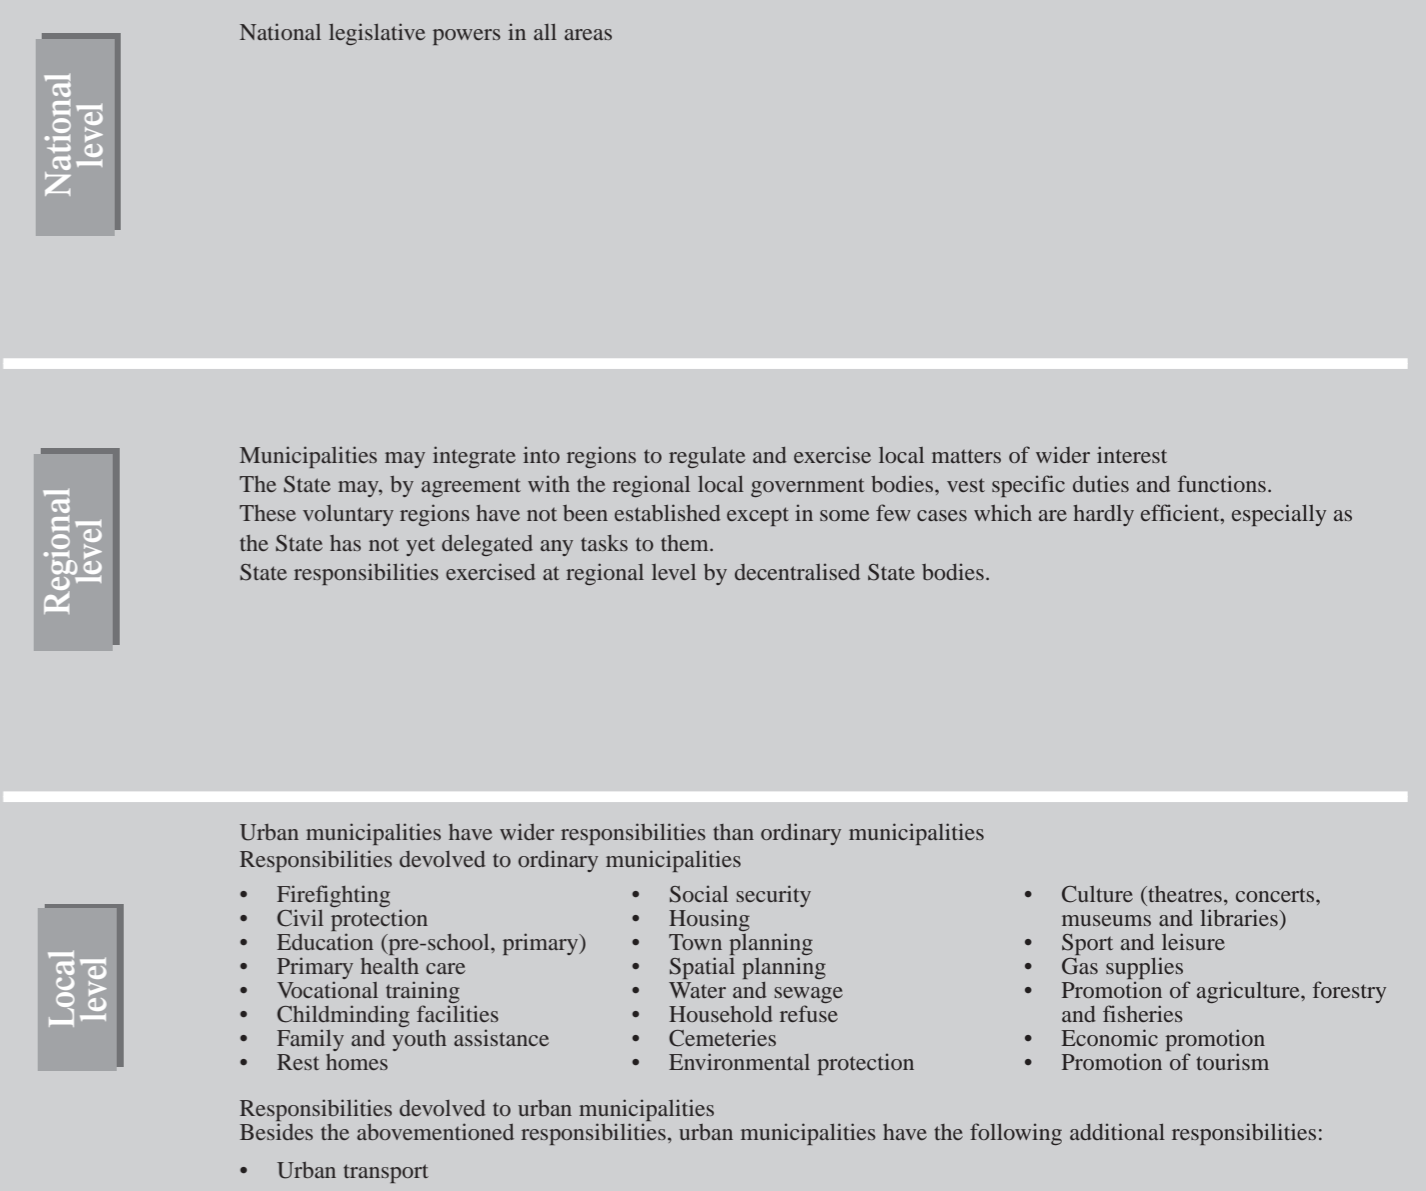 National
level
National legislative powers in all areas
Regional
level
Municipalities may integrate into regions to regulate and exercise local matters of wider interest
The State may, by agreement with the regional local government bodies, vest specific duties and functions.
These voluntary regions have not been established except in some few cases which are hardly efficient, especially as
the State has not yet delegated any tasks to them.
State responsibilities exercised at regional level by decentralised State bodies.
Local
level
Urban municipalities have wider responsibilities than ordinary municipalities
Responsibilities devolved to ordinary municipalities
• Firefighting
• Civil protection
• Education (pre-school, primary)
• Primary health care
• Vocational training
• Childminding facilities
• Family and youth assistance
• Rest homes
• Social security
• Housing
• Town planning
• Spatial planning
• Water and sewage
• Household refuse
• Cemeteries
• Environmental protection
• Culture (theatres, concerts,
museums and libraries)
• Sport and leisure
• Gas supplies
• Promotion of agriculture, forestry
and fisheries
• Economic promotion
• Promotion of tourism
Responsibilities devolved to urban municipalities
Besides the abovementioned responsibilities, urban municipalities have the following additional responsibilities:
• Urban transport